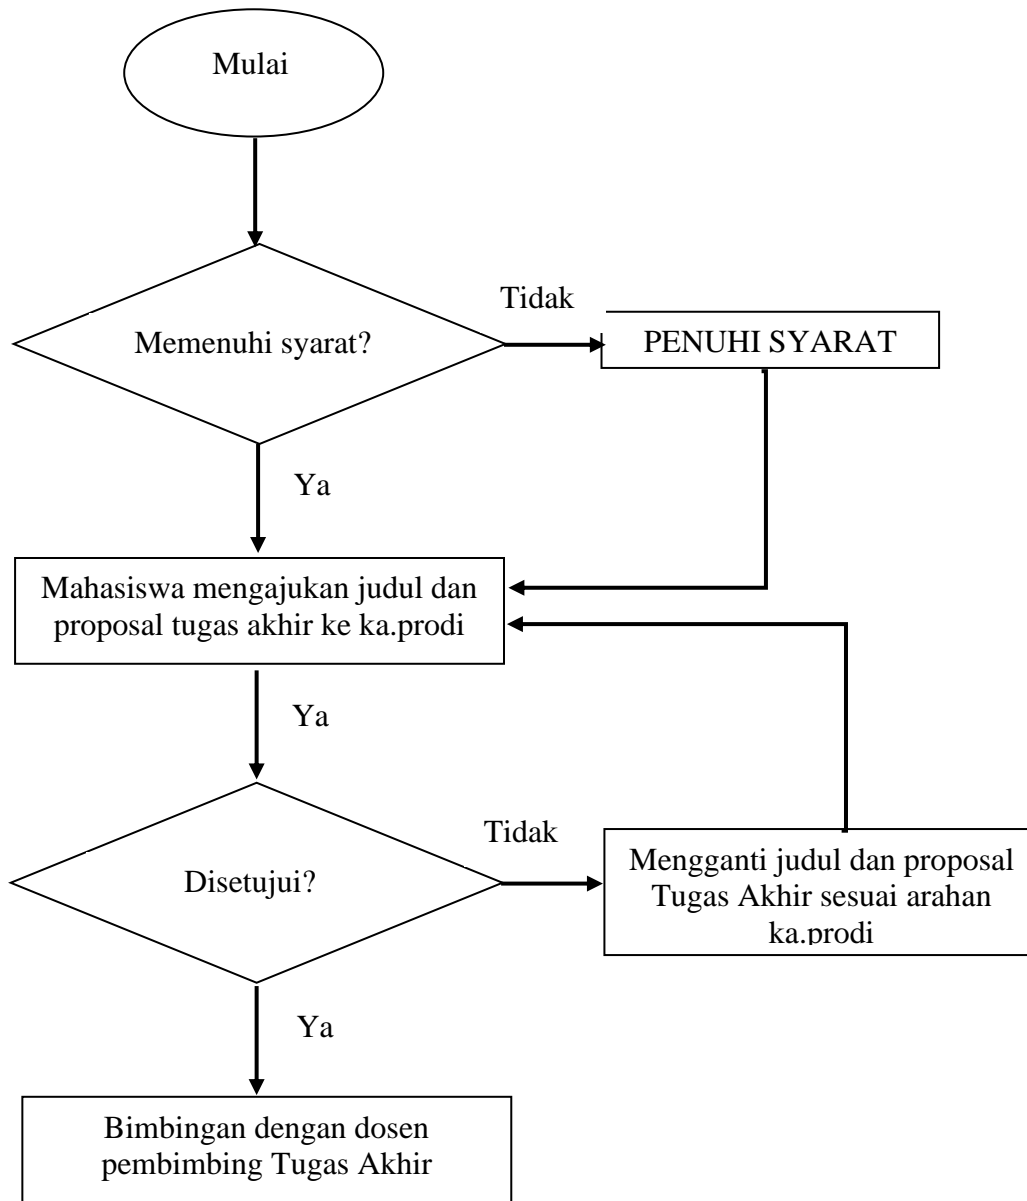 Mulai
Tidak
Memenuhi syarat?
PENUHI SYARAT
Ya
Mahasiswa mengajukan judul dan
proposal tugas akhir ke ka.prodi
Ya
Tidak
Disetujui?
Mengganti judul dan proposal
Tugas Akhir sesuai arahan
ka.prodi
Ya
Bimbingan dengan dosen
pembimbing Tugas Akhir